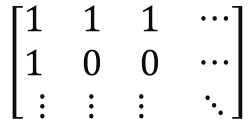 [1 1 1 ⋯]
[1 0 0 ⋯]
[⋮ ⋮ ⋮ ⋱]